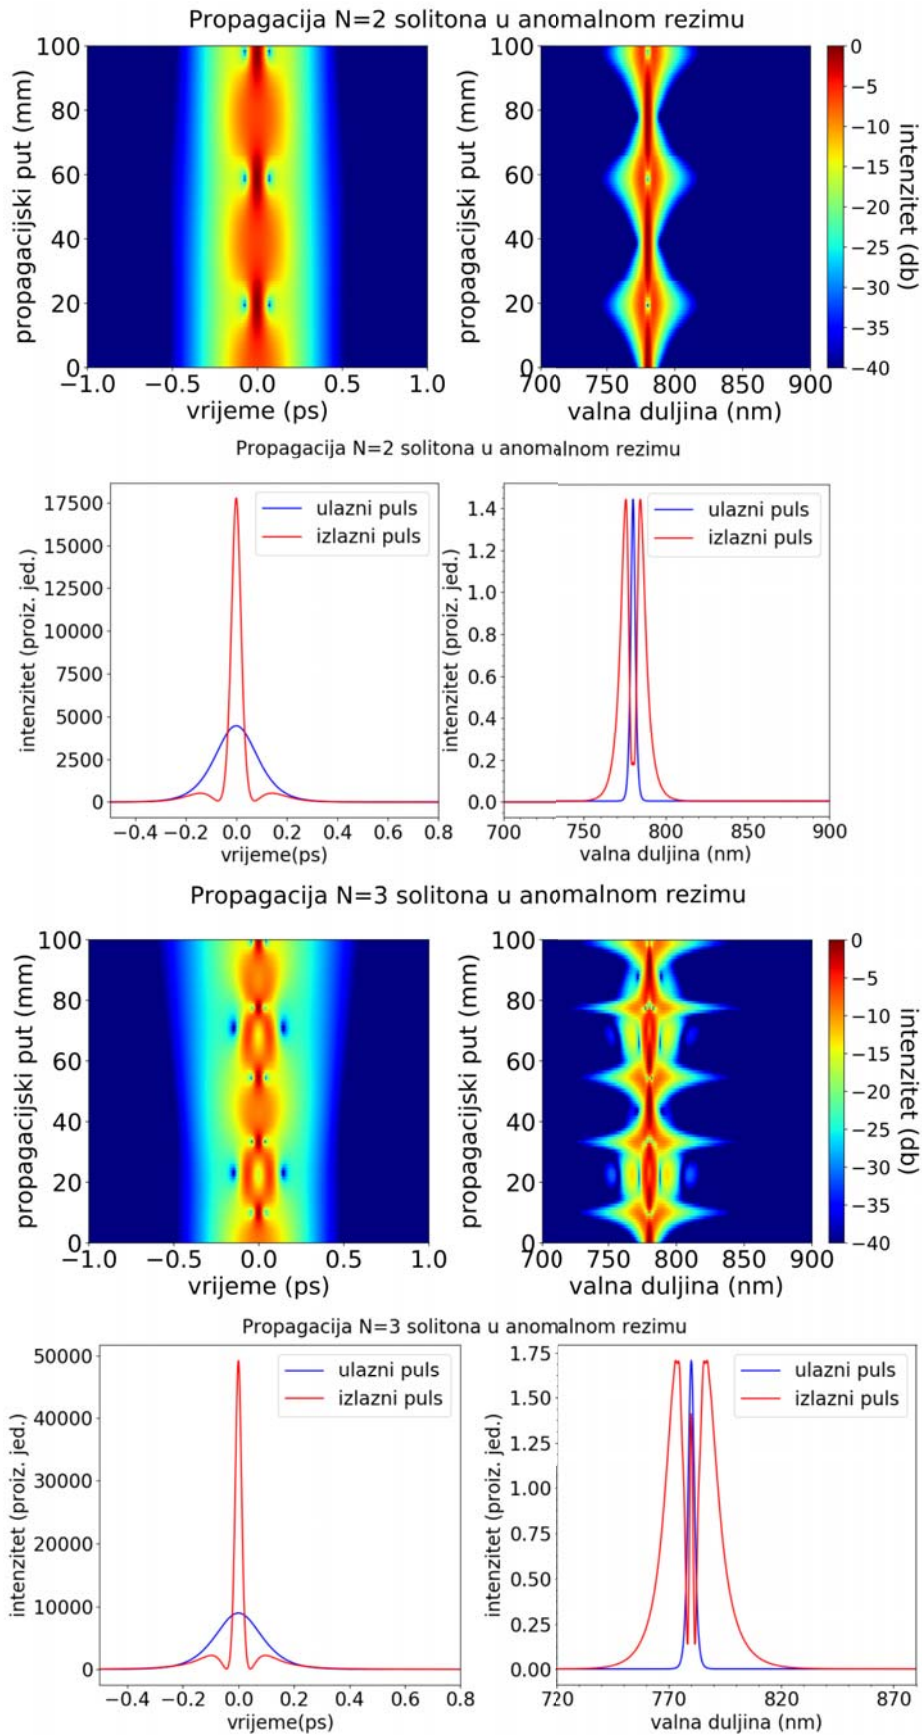 Propagacija N=2 solitona u anomalnom rezimu
propagacijski put (mm)
100
80
60
40
20
0
−1.0 −0.5 0.0 0.5 1.0
vrijeme (ps)
propagacijski put (mm)
100
80
60
40
20
0
700 740 780 820 860 900
valna duljina (nm)
0
−5
−10
−15
−20
−25
−30
−35
−40
intenzitet (db)
Propagacija N=2 solitona u anomalnom rezimu
intenzitet (proiz. jed.)
17500
15000
12500
10000
7500
5000
2500
0
−0.4 −0.2 0.0 0.2 0.4 0.6 0.8
vrijeme(ps)
ulazni puls
izlazni puls
intenzitet (proiz. jed.)
1.4
1.2
1.0
0.8
0.6
0.4
0.2
0.0
700 750 800 850 900
valna duljina (nm)
ulazni puls
izlazni puls
Propagacija N=3 solitona u anomalnom rezimu
propagacijski put (mm)
100
80
60
40
20
0
−1.0 −0.5 0.0 0.5 1.0
vrijeme (ps)
propagacijski put (mm)
100
80
60
40
20
0
700 740 780 820 860 900
valna duljina (nm)
0
−5
−10
−15
−20
−25
−30
−35
−40
intenzitet (db)
Propagacija N=3 solitona u anomalnom rezimu
intenzitet (proiz. jed.)
50000
40000
30000
20000
10000
0
−0.4 −0.2 0.0 0.2 0.4 0.6 0.8
vrijeme(ps)
ulazni puls
izlazni puls
intenzitet (proiz. jed.)
1.75
1.50
1.25
1.00
0.75
0.50
0.25
0.00
720 770 820 870
valna duljina (nm)
ulazni puls
izlazni puls